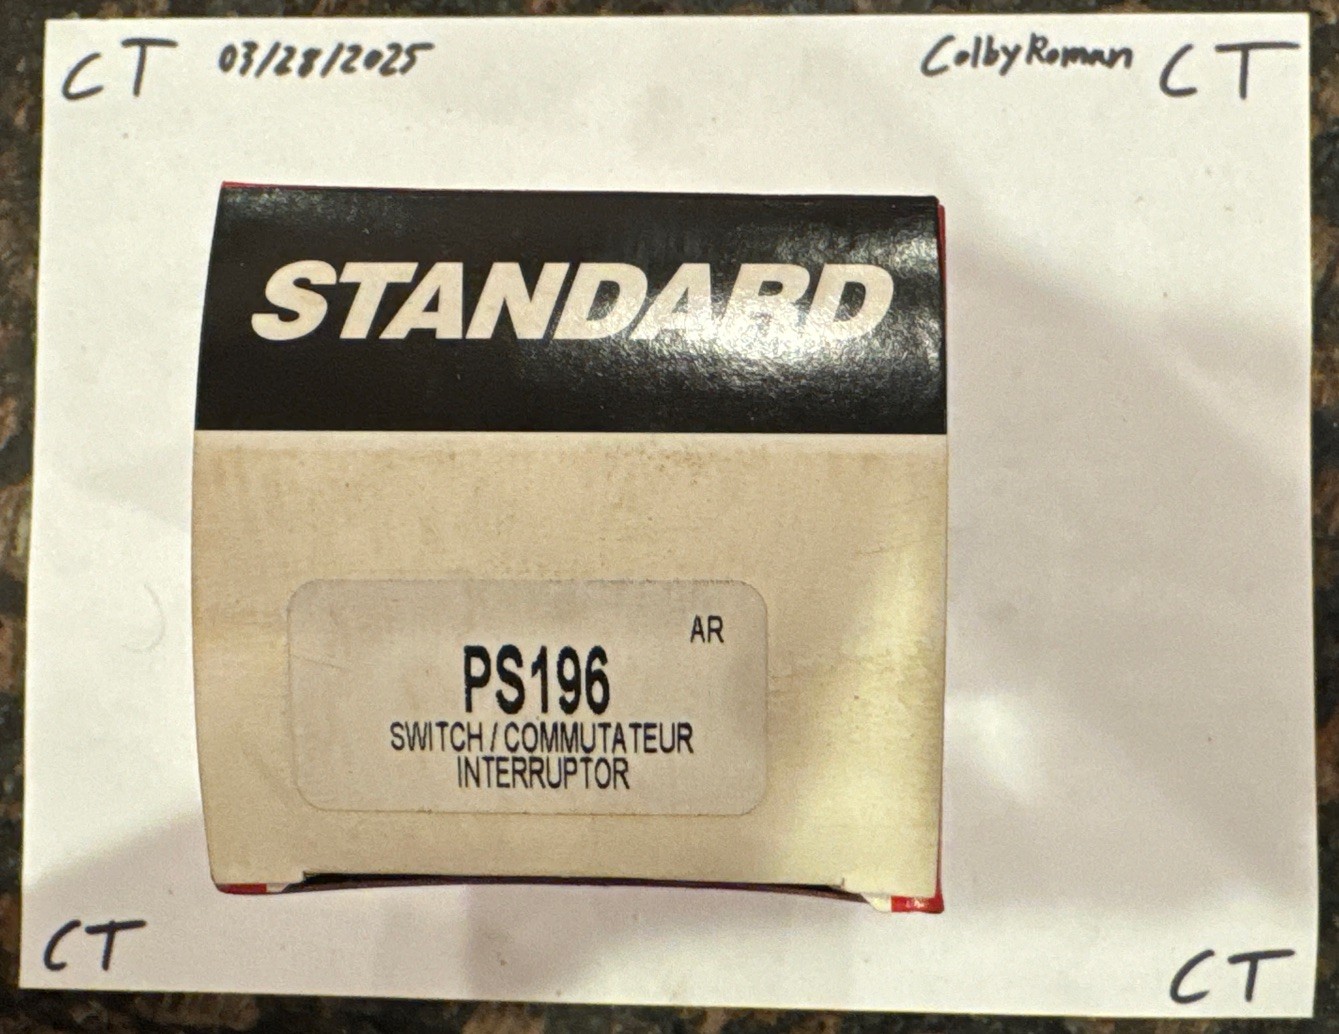 CT 03/28/2025 ColbyRoman CT
STANDARD
AR
PS196
SWITCH / COMMUTATEUR
INTERRUPTOR
CT CT